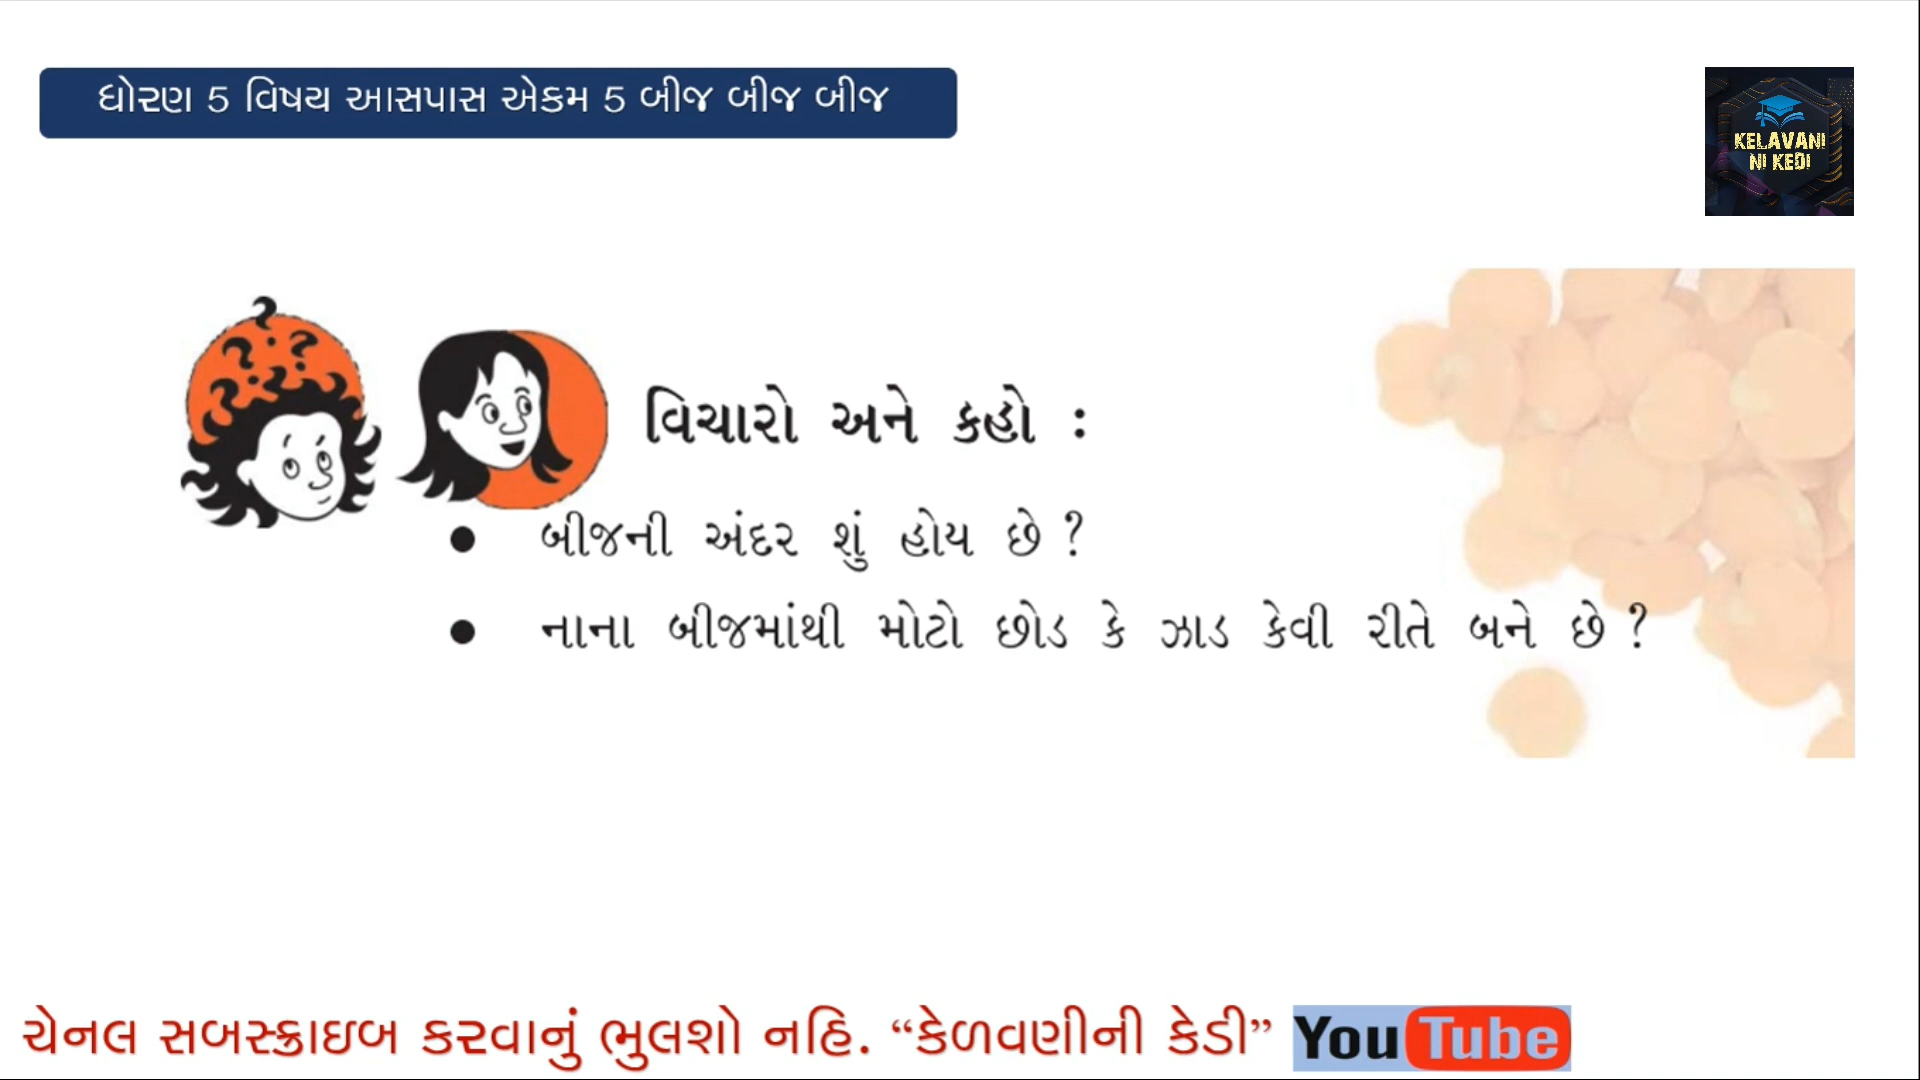 ધોરણ 5 વિષય આસપાસ એકમ 5 બીજ બીજ બીજ
KELAVANI
NI KEDI
વિચારો અને કહો :
● બીજની અંદર શું હોય છે ?
● નાના બીજમાંથી મોટો છોડ કે ઝાડ કેવી રીતે બને છે ?
ચેનલ સબસ્ક્રાઇબ કરવાનું ભુલશો નહિ. “કેળવણીની કેડી” YouTube